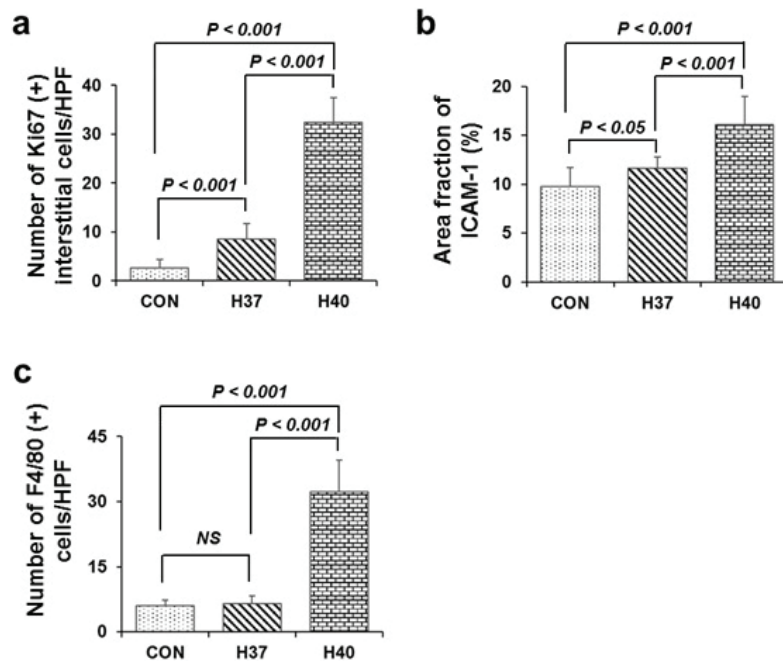 a
P < 0.001
P < 0.001
P < 0.001
Number of Ki67 (+)
interstitial cells/HPF
40
30
20
10
0
CON H37 H40
b
P < 0.001
P < 0.001
P < 0.05
Area fraction of
ICAM-1 (%)
20
15
10
5
0
CON H37 H40
c
P < 0.001
P < 0.001
NS
Number of F4/80 (+)
cells/HPF
45
30
15
0
CON H37 H40